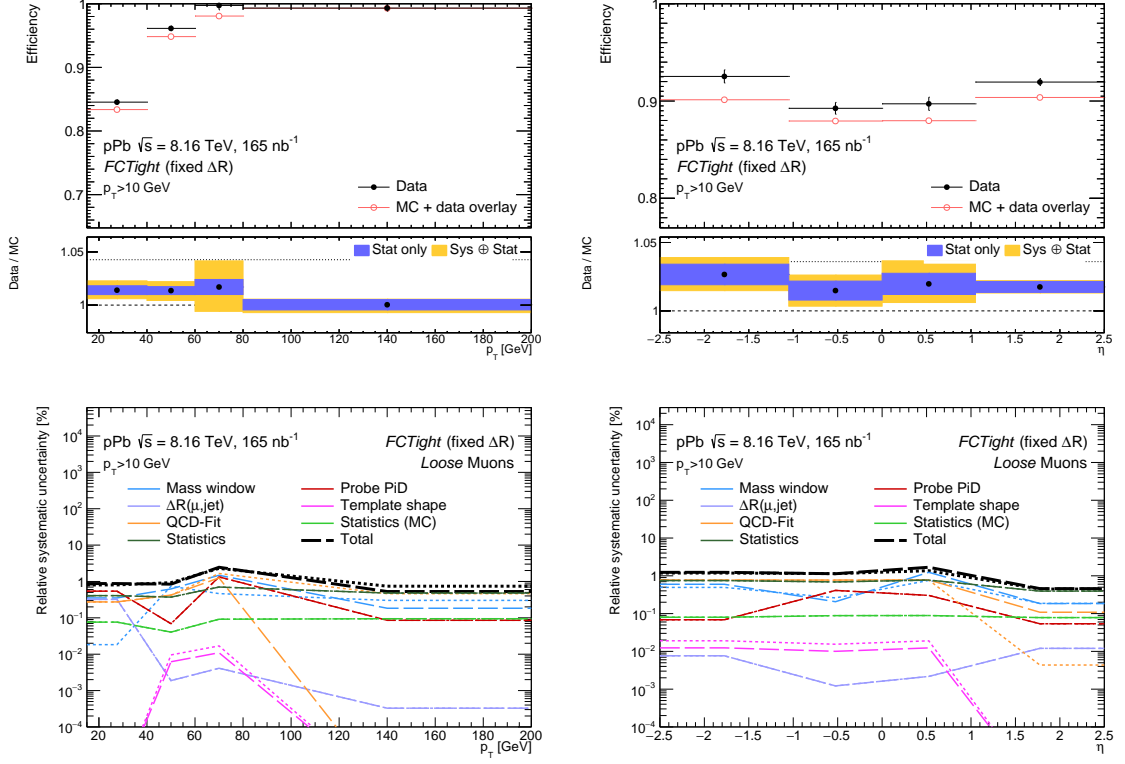 Efficiency
1
0.9
0.8
0.7
pPb √s = 8.16 TeV, 165 nb⁻¹
FCTight (fixed ΔR)
p_T>10 GeV
Data
MC + data overlay
Data / MC
1.05
1
Stat only
Sys ⊕ Stat
20 40 60 80 100 120 140 160 180 200
p_T [GeV]
Efficiency
1
0.9
0.8
pPb √s = 8.16 TeV, 165 nb⁻¹
FCTight (fixed ΔR)
p_T>10 GeV
Data
MC + data overlay
Data / MC
1.05
1
Stat only
Sys ⊕ Stat
−2.5 −2 −1.5 −1 −0.5 0 0.5 1 1.5 2 2.5
η
Relative systematic uncertainty [%]
10⁴
10³
10²
10
1
10⁻¹
10⁻²
10⁻³
10⁻⁴
pPb √s = 8.16 TeV, 165 nb⁻¹
FCTight (fixed ΔR)
p_T>10 GeV
Loose Muons
Mass window
Probe PiD
ΔR(μ,jet)
Template shape
QCD-Fit
Statistics (MC)
Statistics
Total
20 40 60 80 100 120 140 160 180 200
p_T [GeV]
Relative systematic uncertainty [%]
10⁴
10³
10²
10
1
10⁻¹
10⁻²
10⁻³
10⁻⁴
pPb √s = 8.16 TeV, 165 nb⁻¹
FCTight (fixed ΔR)
p_T>10 GeV
Loose Muons
Mass window
Probe PiD
ΔR(μ,jet)
Template shape
QCD-Fit
Statistics (MC)
Statistics
Total
−2.5 −2 −1.5 −1 −0.5 0 0.5 1 1.5 2 2.5
η